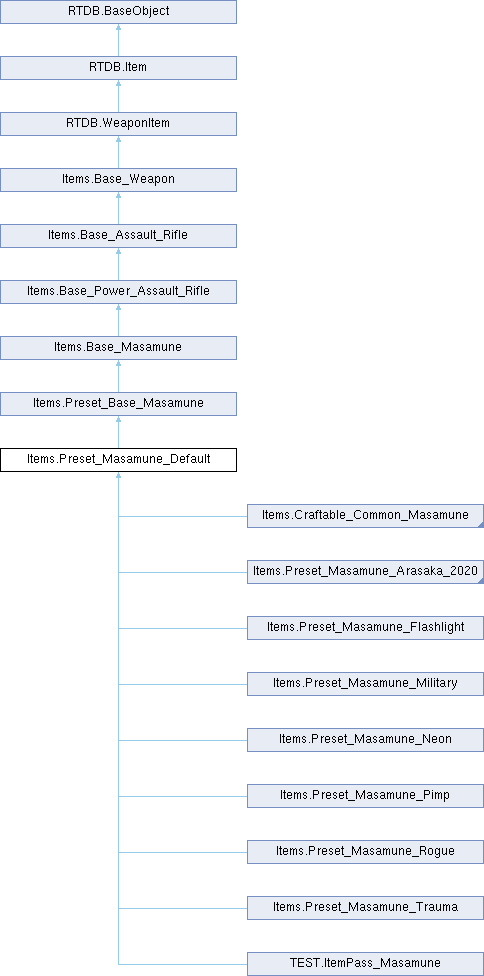 RTDB.BaseObject
RTDB.Item
RTDB.WeaponItem
Items.Base_Weapon
Items.Base_Assault_Rifle
Items.Base_Power_Assault_Rifle
Items.Base_Masamune
Items.Preset_Base_Masamune
Items.Preset_Masamune_Default
Items.Craftable_Common_Masamune
Items.Preset_Masamune_Arasaka_2020
Items.Preset_Masamune_Flashlight
Items.Preset_Masamune_Military
Items.Preset_Masamune_Neon
Items.Preset_Masamune_Pimp
Items.Preset_Masamune_Rogue
Items.Preset_Masamune_Trauma
TEST.ItemPass_Masamune